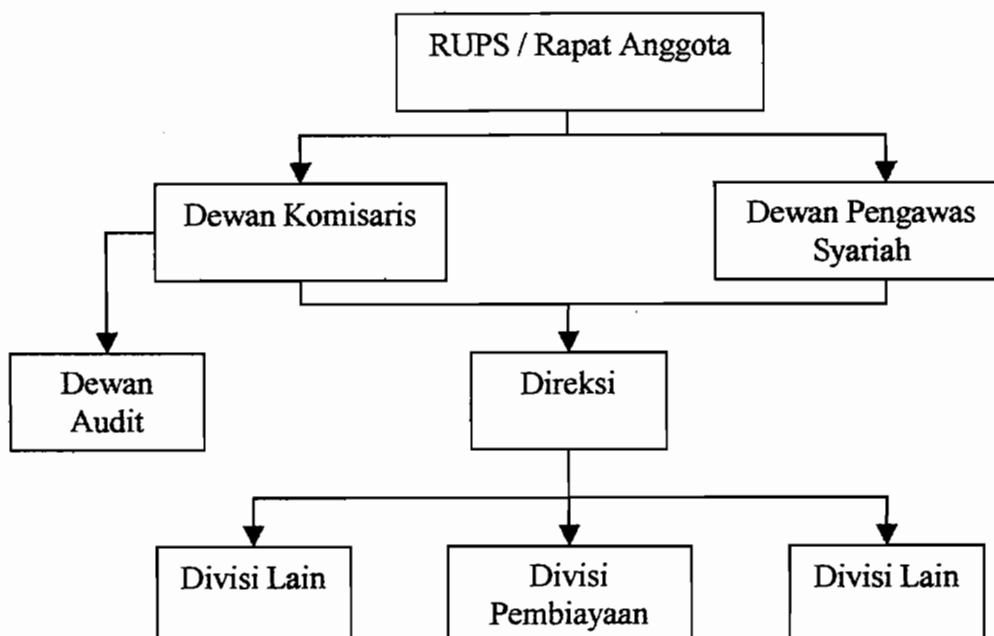 RUPS / Rapat Anggota
Dewan Komisaris
Dewan Pengawas
Syariah
Dewan
Audit
Direksi
Divisi Lain
Divisi
Pembiayaan
Divisi Lain